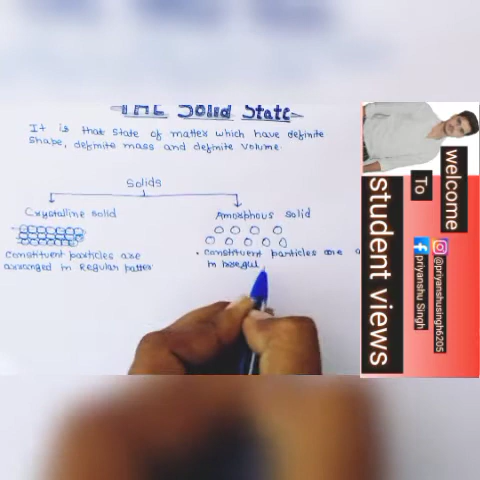 THE Solid State
It is that state of matter which have definite
shape, definite mass and definite volume.
Solids
Crystalline solid
Amorphous solid
constituent particles are
arranged in Regular patter
• constituent particles are a
in irregul
welcome
To
student views
@priyanshusingh6205
priyanshu Singh